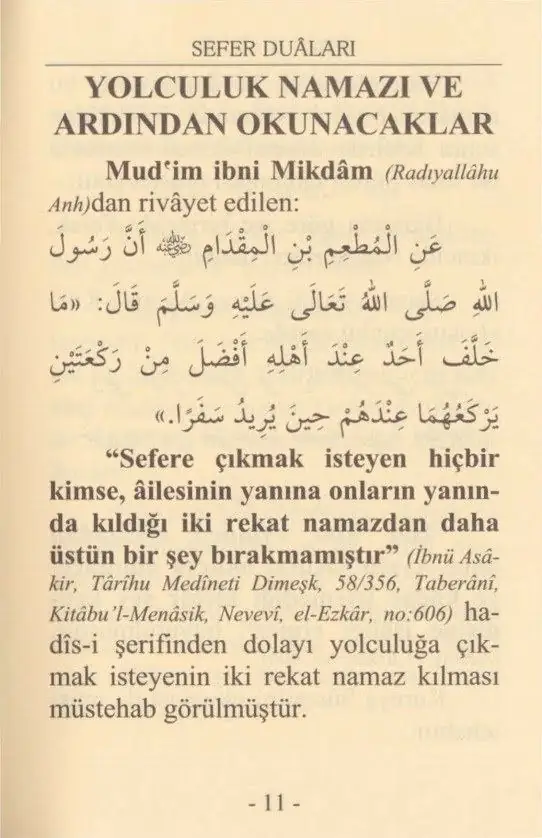 SEFER DUÂLARI
YOLCULUK NAMAZI VE
ARDINDAN OKUNACAKLAR
Mud‘im ibni Mikdâm (Radıyallâhu
Anh)dan rivâyet edilen:
عَنِ الْمُطْعِمِ بْنِ الْمِقْدَامِ ﷺ أَنَّ رَسُولَ
اللهِ صَلَّى اللهُ تَعَالَى عَلَيْهِ وَسَلَّمَ قَالَ: «مَا
خَلَّفَ أَحَدٌ عِنْدَ أَهْلِهِ أَفْضَلَ مِنْ رَكْعَتَيْنِ
يَرْكَعُهُمَا عِنْدَهُمْ حِينَ يُرِيدُ سَفَرًا.»
“Sefere çıkmak isteyen hiçbir
kimse, âilesinin yanına onların yanın-
da kıldığı iki rekat namazdan daha
üstün bir şey bırakmamıştır” (İbnü Asâ-
kir, Târîhu Medîneti Dimeşk, 58/356, Taberânî,
Kitâbu’l-Menâsik, Nevevî, el-Ezkâr, no:606) ha-
dîs-i şerifinden dolayı yolculuğa çık-
mak isteyenin iki rekat namaz kılması
müstehab görülmüştür.
- 11 -